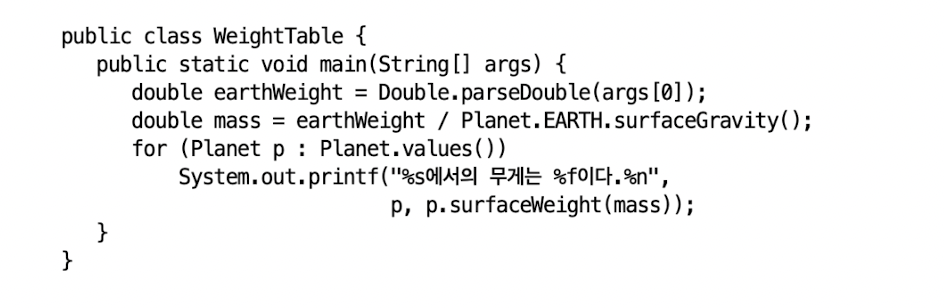 public class WeightTable {
public static void main(String[] args) {
double earthWeight = Double.parseDouble(args[0]);
double mass = earthWeight / Planet.EARTH.surfaceGravity();
for (Planet p : Planet.values())
System.out.printf("%s에서의 무게는 %f이다.%n",
p, p.surfaceWeight(mass));
}
}